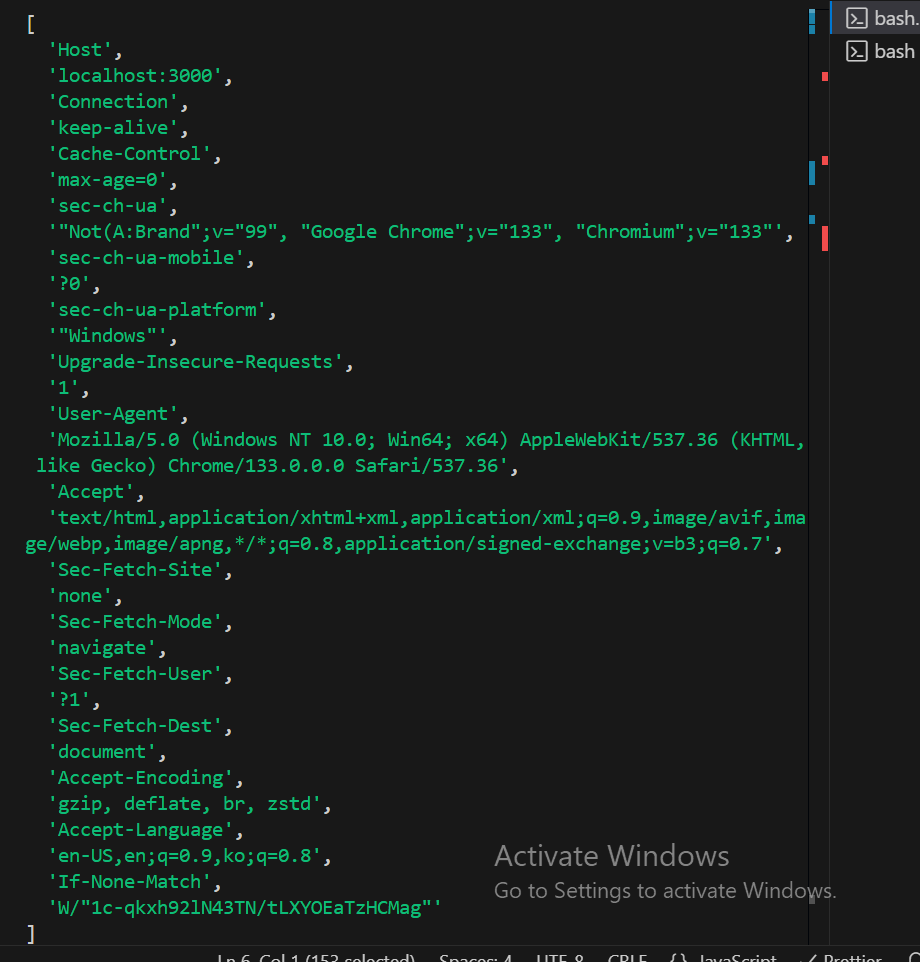 [
'Host',
'localhost:3000',
'Connection',
'keep-alive',
'Cache-Control',
'max-age=0',
'sec-ch-ua',
'"Not(A:Brand";v="99", "Google Chrome";v="133", "Chromium";v="133"',
'sec-ch-ua-mobile',
'?0',
'sec-ch-ua-platform',
'"Windows"',
'Upgrade-Insecure-Requests',
'1',
'User-Agent',
'Mozilla/5.0 (Windows NT 10.0; Win64; x64) AppleWebKit/537.36 (KHTML,
like Gecko) Chrome/133.0.0.0 Safari/537.36',
'Accept',
'text/html,application/xhtml+xml,application/xml;q=0.9,image/avif,ima
ge/webp,image/apng,*/*;q=0.8,application/signed-exchange;v=b3;q=0.7',
'Sec-Fetch-Site',
'none',
'Sec-Fetch-Mode',
'navigate',
'Sec-Fetch-User',
'?1',
'Sec-Fetch-Dest',
'document',
'Accept-Encoding',
'gzip, deflate, br, zstd',
'Accept-Language',
'en-US,en;q=0.9,ko;q=0.8',
'If-None-Match',
'W/"1c-qkxh92lN43TN/tLXYOEaTzHCMag"'
]
bash.
bash
Activate Windows
Go to Settings to activate Windows.
Ln 6, Col 1 (153 selected) Spaces: 4 UTF-8 CRLF {} JavaScript Prettier